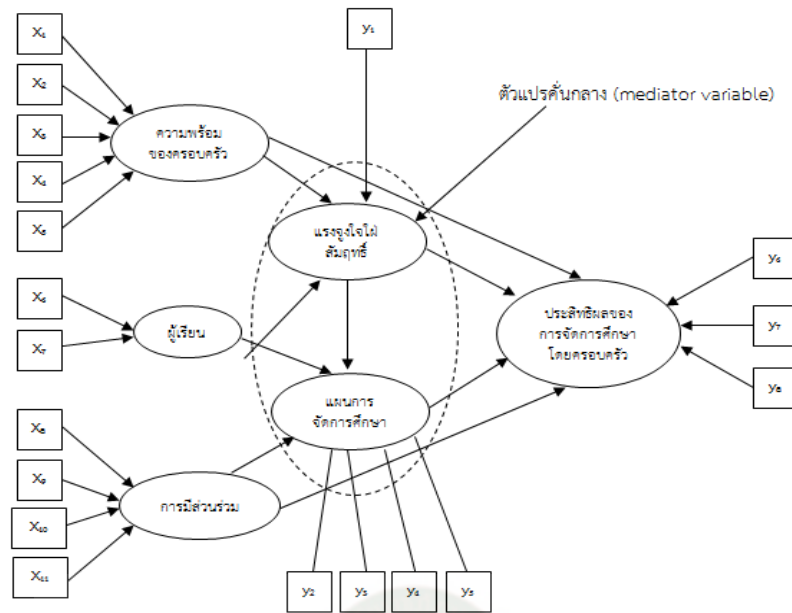 X₁
y₁
X₂
ตัวแปรคั่นกลาง (mediator variable)
X₃
ความพร้อม
ของครอบครัว
X₄
X₅
แรงจูงใจใฝ่
สัมฤทธิ์
y₆
X₆
ผู้เรียน
ประสิทธิผลของ
การจัดการศึกษา
โดยครอบครัว
y₇
X₇
y₈
แผนการ
จัดการศึกษา
X₈
X₉
การมีส่วนร่วม
X₁₀
X₁₁
y₂
y₃
y₄
y₅